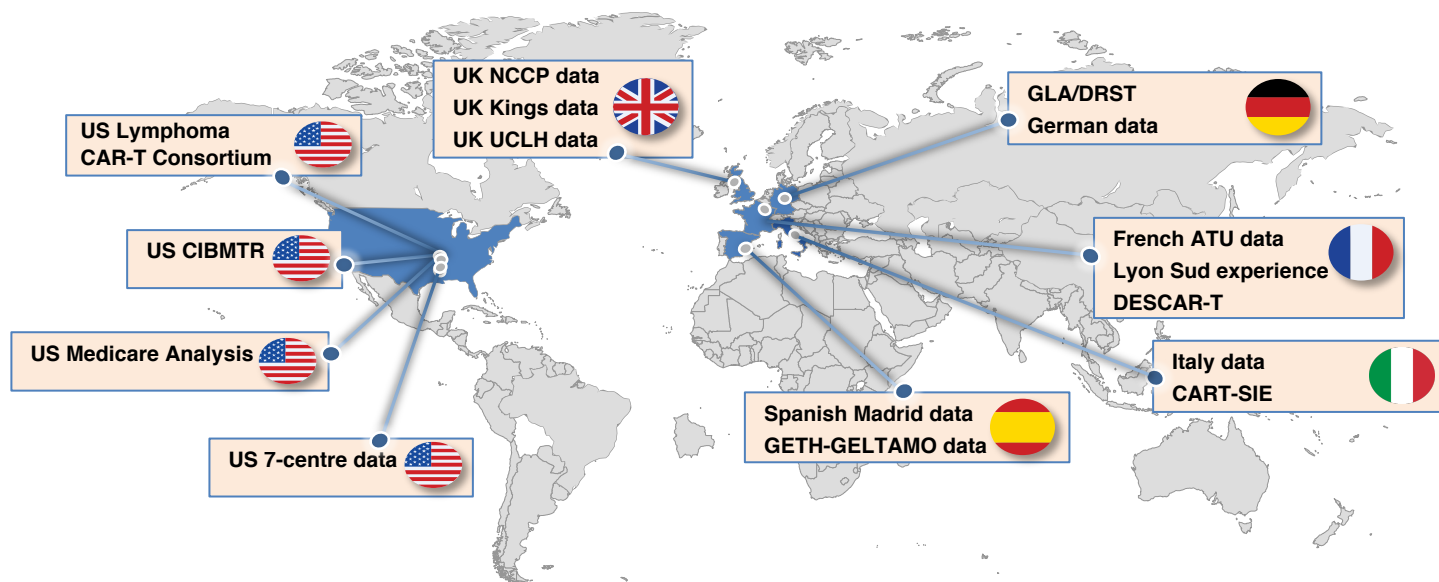 UK NCCP data
UK Kings data
UK UCLH data
GLA/DRST
German data
US Lymphoma
CAR-T Consortium
US CIBMTR
French ATU data
Lyon Sud experience
DESCAR-T
US Medicare Analysis
Italy data
CART-SIE
Spanish Madrid data
GETH-GELTAMO data
US 7-centre data